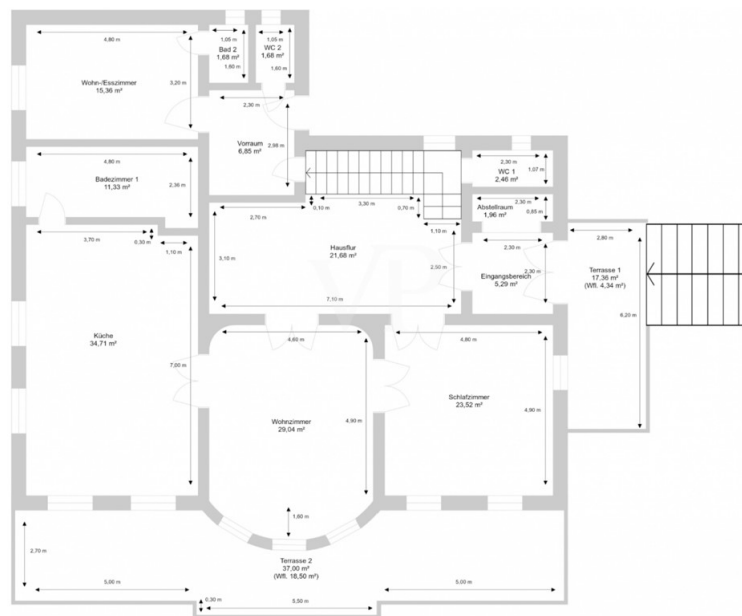 4,80 m
1,05 m
1,05 m
Bad 2
1,68 m²
WC 2
1,68 m²
1,60 m
1,60 m
3,20 m
Wohn-/Esszimmer
15,36 m²
2,30 m
Vorraum
6,85 m²
2,98 m
4,80 m
Badezimmer 1
11,33 m²
2,36 m
2,30 m
WC 1
2,46 m²
1,07 m
3,30 m
0,10 m
0,70 m
2,70 m
1,10 m
2,30 m
Abstellraum
1,96 m²
0,85 m
3,70 m
0,30 m
1,10 m
Hausflur
21,68 m²
3,10 m
2,30 m
7,10 m
2,30 m
Eingangsbereich
5,29 m²
2,30 m
2,80 m
Terrasse 1
17,36 m²
(Wfl. 4,34 m²)
6,20 m
VP
Küche
34,71 m²
7,00 m
4,60 m
4,80 m
Wohnzimmer
29,04 m²
4,90 m
Schlafzimmer
23,52 m²
4,90 m
1,60 m
2,70 m
Terrasse 2
37,00 m²
(Wfl. 18,50 m²)
5,00 m
5,00 m
0,30 m
5,50 m